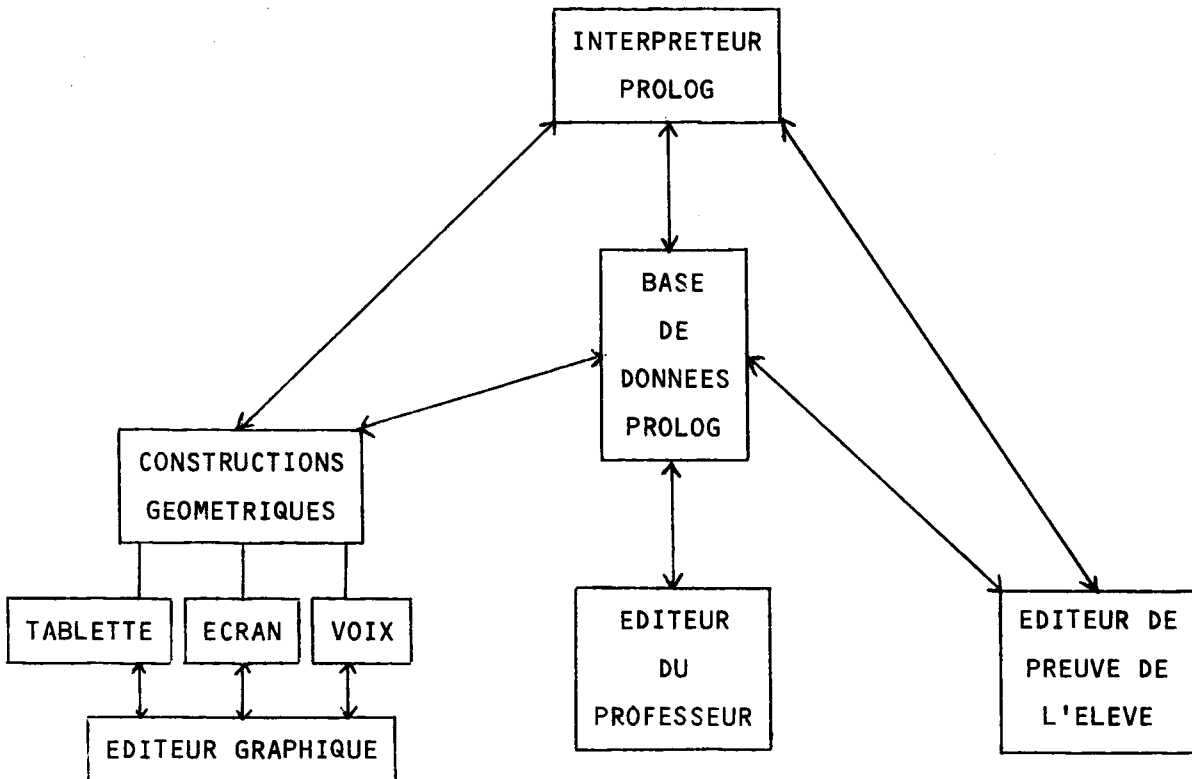 INTERPRETEUR
PROLOG
BASE
DE
DONNEES
PROLOG
CONSTRUCTIONS
GEOMETRIQUES
TABLETTE
ECRAN
VOIX
EDITEUR GRAPHIQUE
EDITEUR
DU
PROFESSEUR
EDITEUR DE
PREUVE DE
L'ELEVE